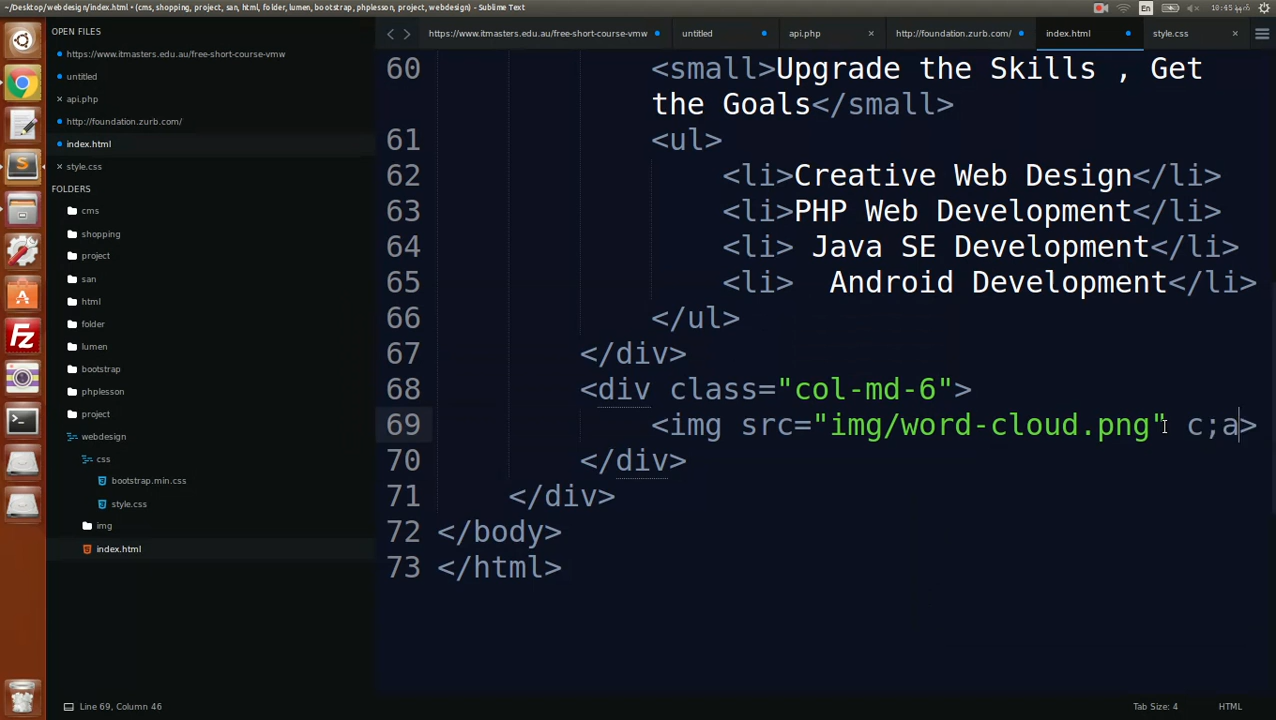 ~/Desktop/webdesign/index.html • (cms, shopping, project, san, html, folder, lumen, bootstrap, phplesson, project, webdesign) - Sublime Text
En
OPEN FILES
https://www.itmasters.edu.au/free-short-course-vmw
untitled
api.php
http://foundation.zurb.com/
index.html
style.css
FOLDERS
cms
shopping
project
san
html
folder
lumen
bootstrap
phplesson
project
webdesign
css
bootstrap.min.css
style.css
img
index.html
https://www.itmasters.edu.au/free-short-course-vmw
untitled
api.php
http://foundation.zurb.com/
index.html
style.css
60 <small>Upgrade the Skills , Get
the Goals</small>
61 <ul>
62 <li>Creative Web Design</li>
63 <li>PHP Web Development</li>
64 <li> Java SE Development</li>
65 <li>  Android Development</li>
66 </ul>
67 </div>
68 <div class="col-md-6">
69 <img src="img/word-cloud.png" c;a>
70 </div>
71 </div>
72 </body>
73 </html>
Line 69, Column 46
Tab Size: 4
HTML